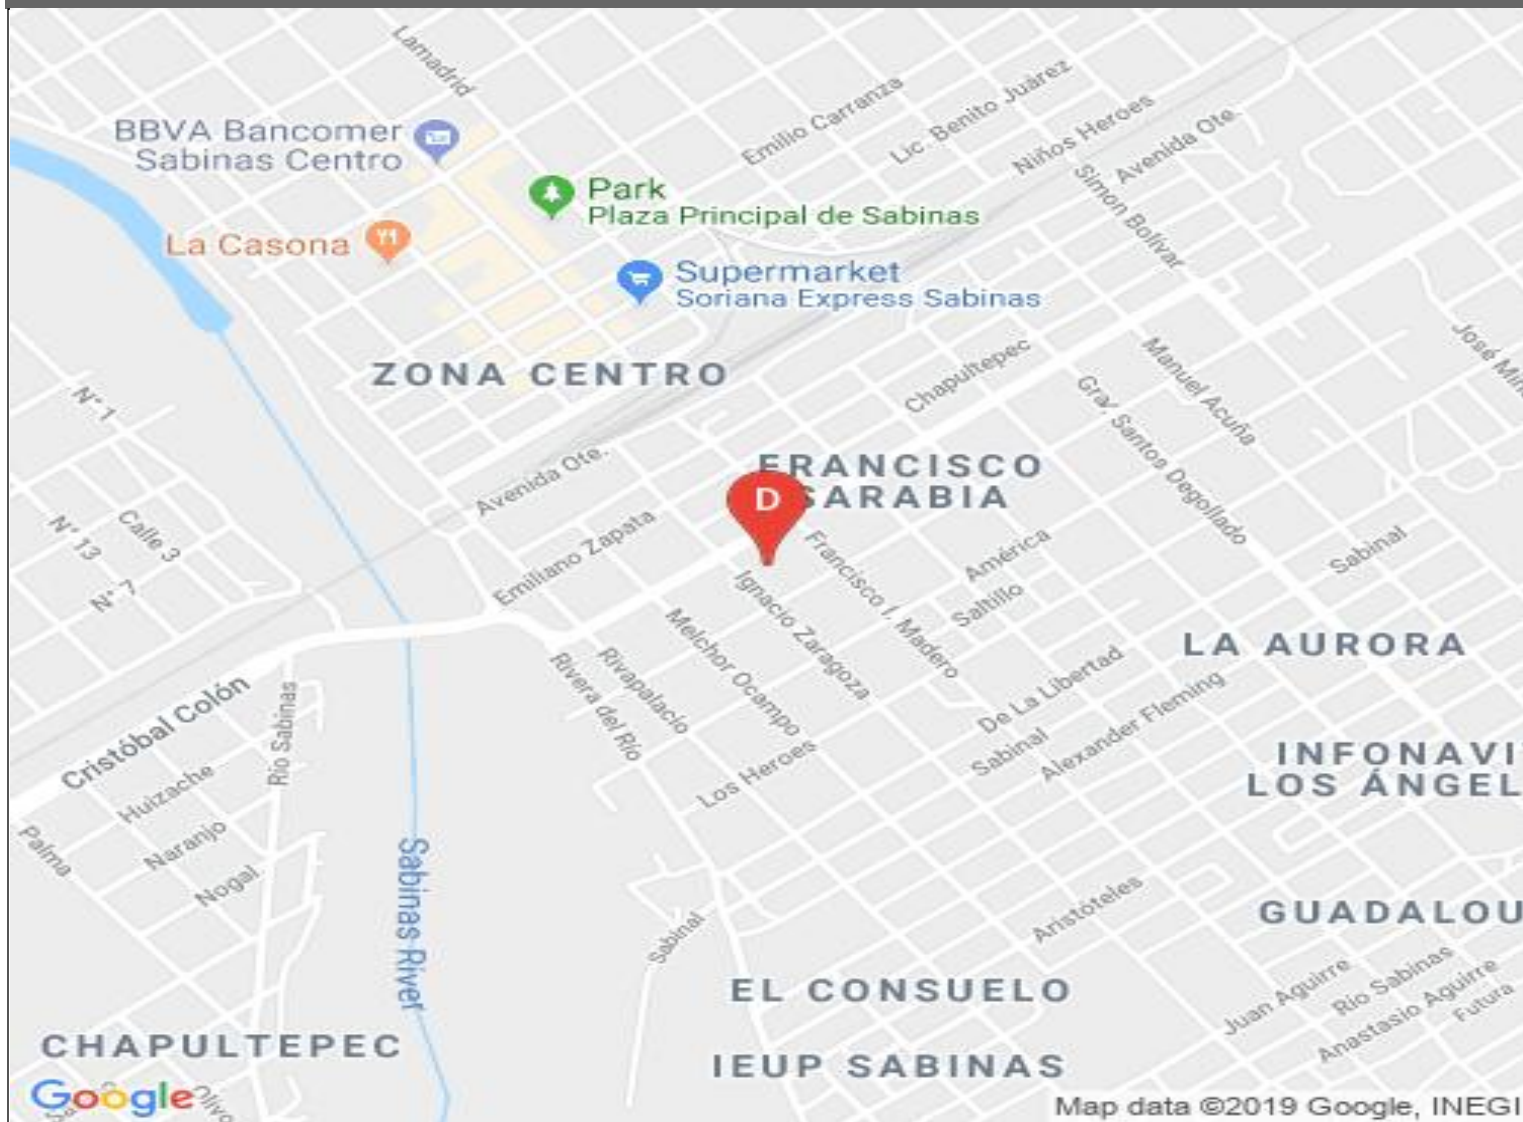 Lamadrid
BBVA Bancomer
Sabinas Centro
Emilio Carranza
Lic. Benito Juárez
Niños Heroes
Avenida Ote.
Simon Bolivar
Park
Plaza Principal de Sabinas
La Casona
Supermarket
Soriana Express Sabinas
ZONA CENTRO
Chapultepec
Manuel Acuña
Gral. Santos Degollado
N° 1
Avenida Ote.
FRANCISCO
SARABIA
D
N° 13
Calle 3
N° 7
Emiliano Zapata
Francisco I. Madero
América
Saltillo
Sabinal
Ignacio Zaragoza
Melchor Ocampo
Rivapalacio
Rivera del Río
LA AURORA
De La Libertad
Sabinal
Alexander Fleming
Los Heroes
Cristóbal Colón
Río Sabinas
Huizache
Naranjo
Nogal
Palma
Sabinas River
INFONAVI
LOS ÁNGEL
Aristóteles
GUADALOU
Sabinal
EL CONSUELO
Juan Aguirre
Río Sabinas
Anastasio Aguirre
Futura
CHAPULTEPEC
IEUP SABINAS
Google
Map data ©2019 Google, INEGI